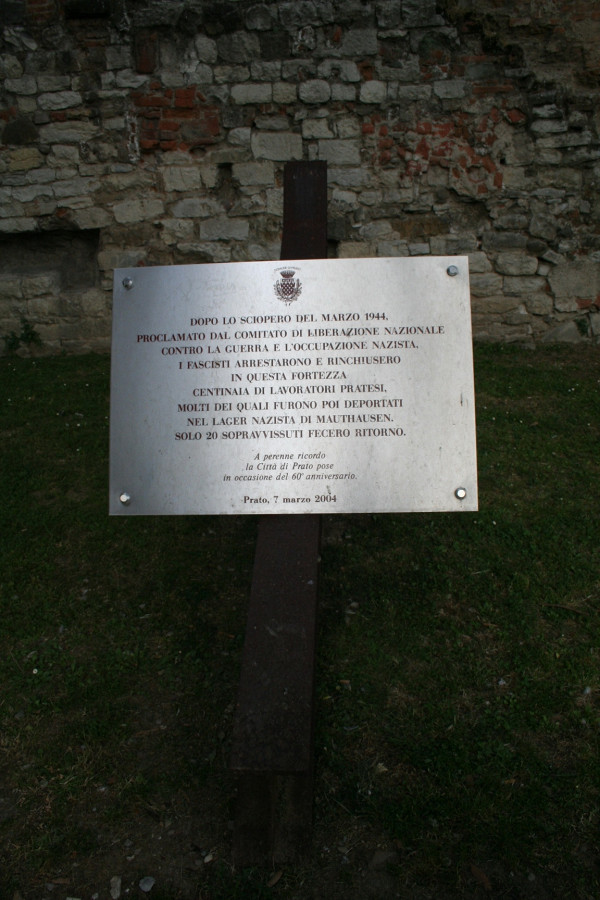 DOPO LO SCIOPERO DEL MARZO 1944,
PROCLAMATO DAL COMITATO DI LIBERAZIONE NAZIONALE
CONTRO LA GUERRA E L'OCCUPAZIONE NAZISTA,
I FASCISTI ARRESTARONO E RINCHIUSERO
IN QUESTA FORTEZZA
CENTINAIA DI LAVORATORI PRATESI,
MOLTI DEI QUALI FURONO POI DEPORTATI
NEL LAGER NAZISTA DI MAUTHAUSEN.
SOLO 20 SOPRAVVISSUTI FECERO RITORNO.
A perenne ricordo
la Città di Prato pose
in occasione del 60° anniversario.
Prato, 7 marzo 2004